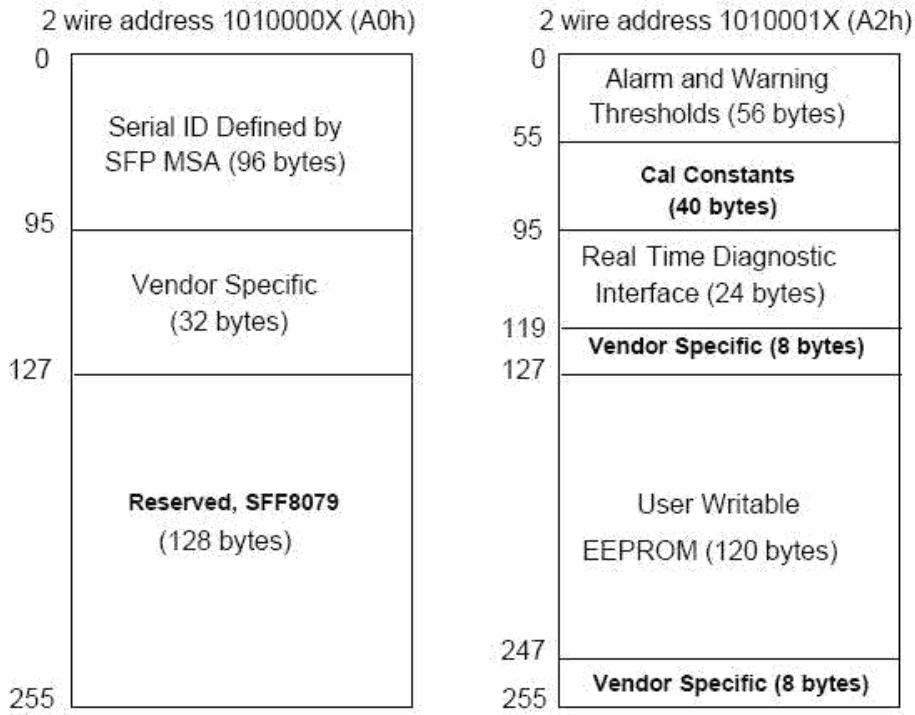 2 wire address 1010000X (A0h)
0
Serial ID Defined by
SFP MSA (96 bytes)
95
Vendor Specific
(32 bytes)
127
Reserved, SFF8079
(128 bytes)
255
2 wire address 1010001X (A2h)
0
Alarm and Warning
Thresholds (56 bytes)
55
Cal Constants
(40 bytes)
95
Real Time Diagnostic
Interface (24 bytes)
119
Vendor Specific (8 bytes)
127
User Writable
EEPROM (120 bytes)
247
Vendor Specific (8 bytes)
255